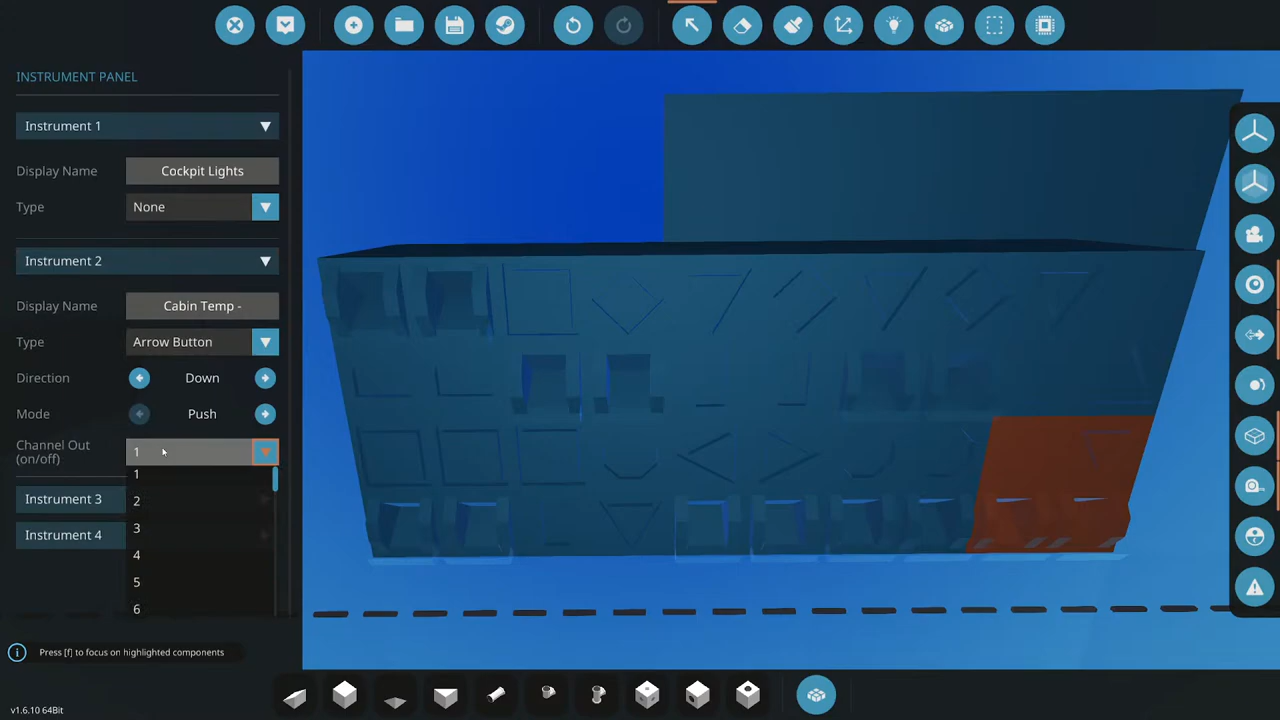 INSTRUMENT PANEL
Instrument 1
Display Name Cockpit Lights
Type None
Instrument 2
Display Name Cabin Temp -
Type Arrow Button
Direction Down
Mode Push
Channel Out
(on/off)
1
1
2
Instrument 3
3
Instrument 4
4
5
6
Press [f] to focus on highlighted components
v1.6.10 64Bit